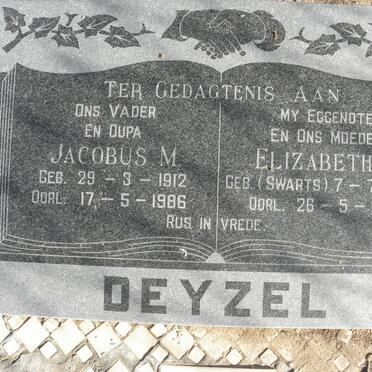 TER GEDAGTENIS AAN
ONS VADER
EN OUPA
JACOBUS M.
GEB. 29 - 3 - 1912
OORL. 17 - 5 - 1986
MY EGGENOTE
EN ONS MOEDE
ELIZABETH
GEB. (SWARTS) 7 - 7
OORL. 26 - 5 -
RUS IN VREDE.
DEYZEL